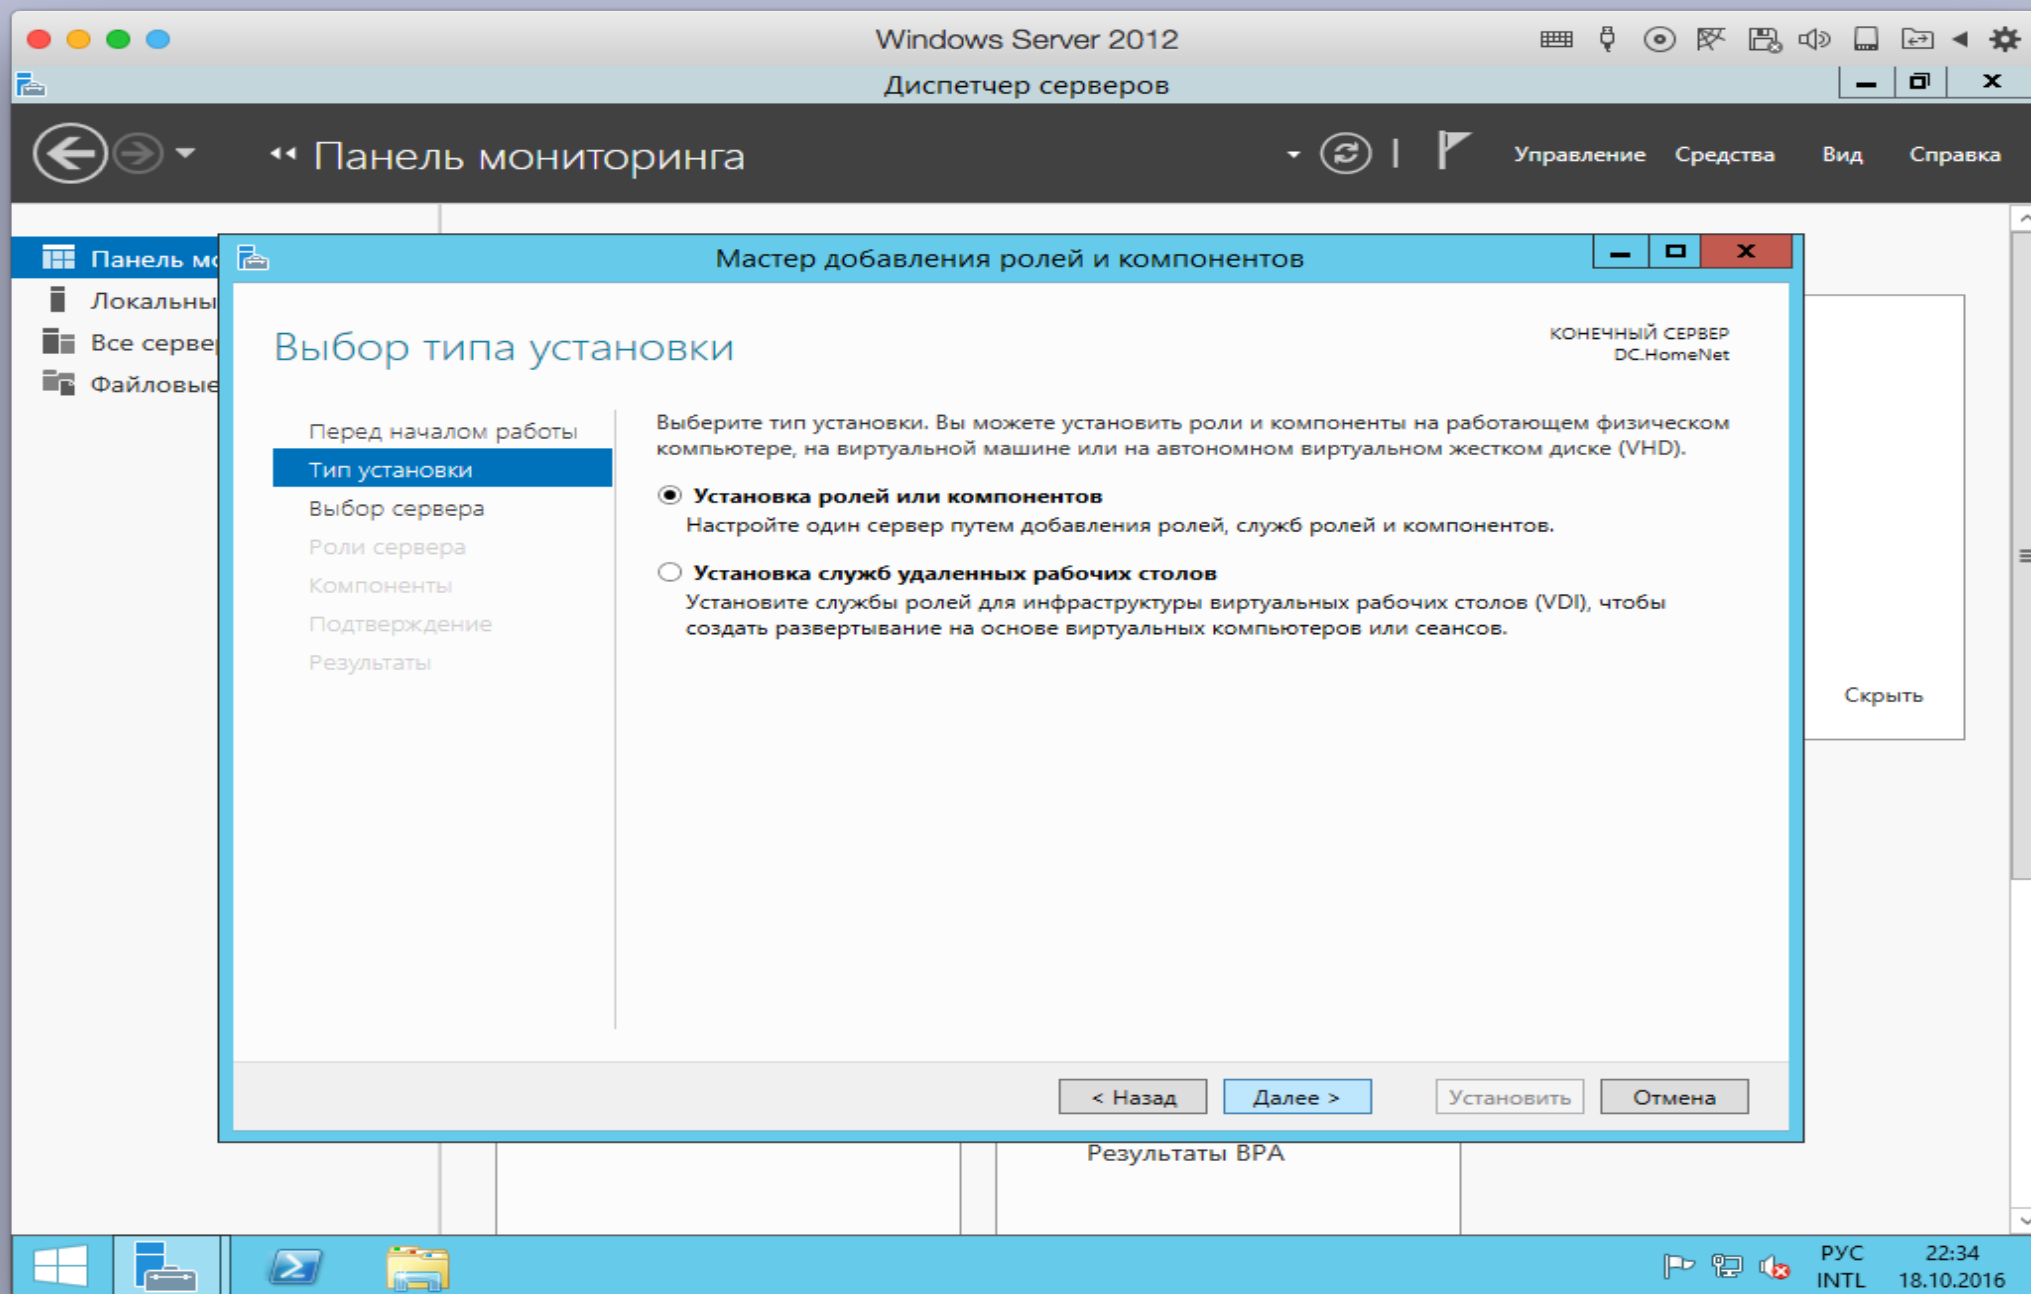 Windows Server 2012
Диспетчер серверов
Панель мониторинга
Управление Средства Вид Справка
Панель мо
Локальны
Все сервер
Файловые
Мастер добавления ролей и компонентов
Выбор типа установки
КОНЕЧНЫЙ СЕРВЕР
DC.HomeNet
Перед началом работы
Тип установки
Выбор сервера
Роли сервера
Компоненты
Подтверждение
Результаты
Выберите тип установки. Вы можете установить роли и компоненты на работающем физическом
компьютере, на виртуальной машине или на автономном виртуальном жестком диске (VHD).
Установка ролей или компонентов
Настройте один сервер путем добавления ролей, служб ролей и компонентов.
Установка служб удаленных рабочих столов
Установите службы ролей для инфраструктуры виртуальных рабочих столов (VDI), чтобы
создать развертывание на основе виртуальных компьютеров или сеансов.
Скрыть
< Назад Далее > Установить Отмена
Результаты BPA
РУС 22:34
INTL 18.10.2016